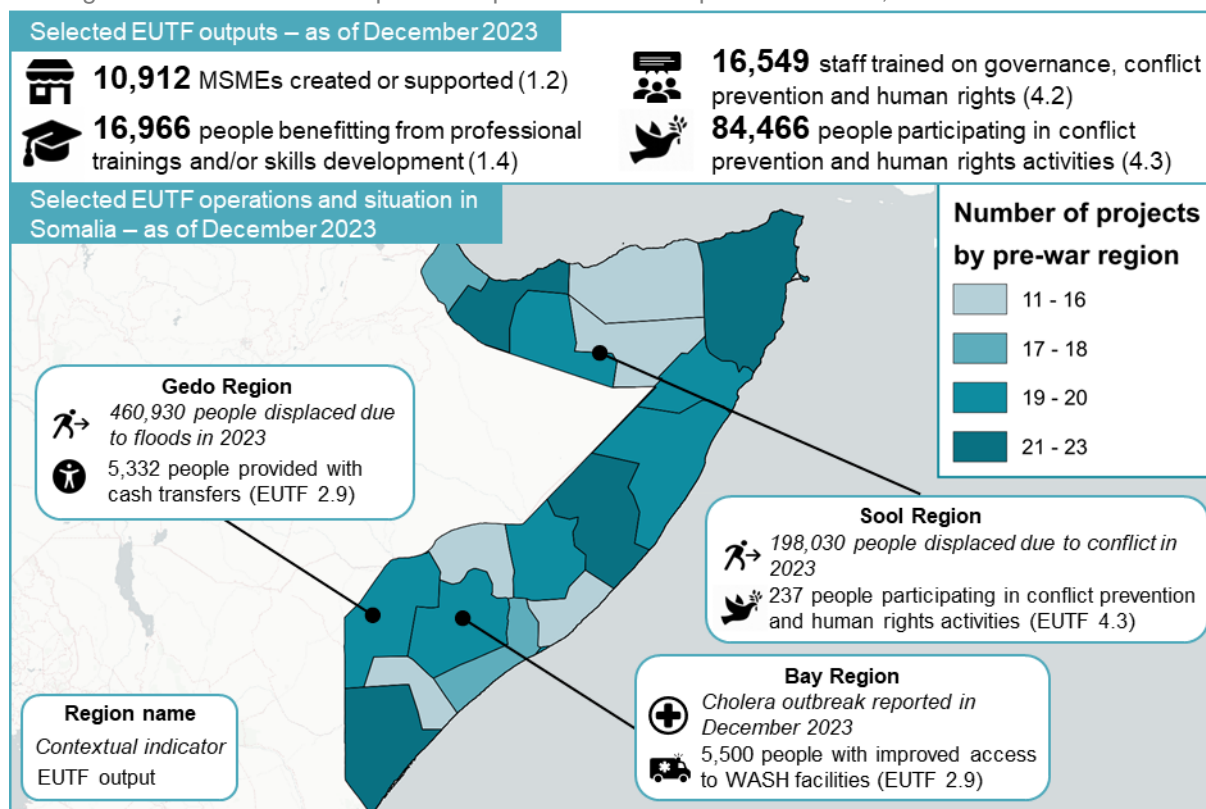 Selected EUTF outputs – as of December 2023
10,912 MSMEs created or supported (1.2)
16,966 people benefitting from professional
trainings and/or skills development (1.4)
16,549 staff trained on governance, conflict
prevention and human rights (4.2)
84,466 people participating in conflict
prevention and human rights activities (4.3)
Selected EUTF operations and situation in
Somalia – as of December 2023
Number of projects
by pre-war region
11 - 16
17 - 18
19 - 20
21 - 23
Gedo Region
460,930 people displaced due
to floods in 2023
5,332 people provided with
cash transfers (EUTF 2.9)
Sool Region
198,030 people displaced due to conflict in
2023
237 people participating in conflict prevention
and human rights activities (EUTF 4.3)
Bay Region
Cholera outbreak reported in
December 2023
5,500 people with improved access
to WASH facilities (EUTF 2.9)
Region name
Contextual indicator
EUTF output